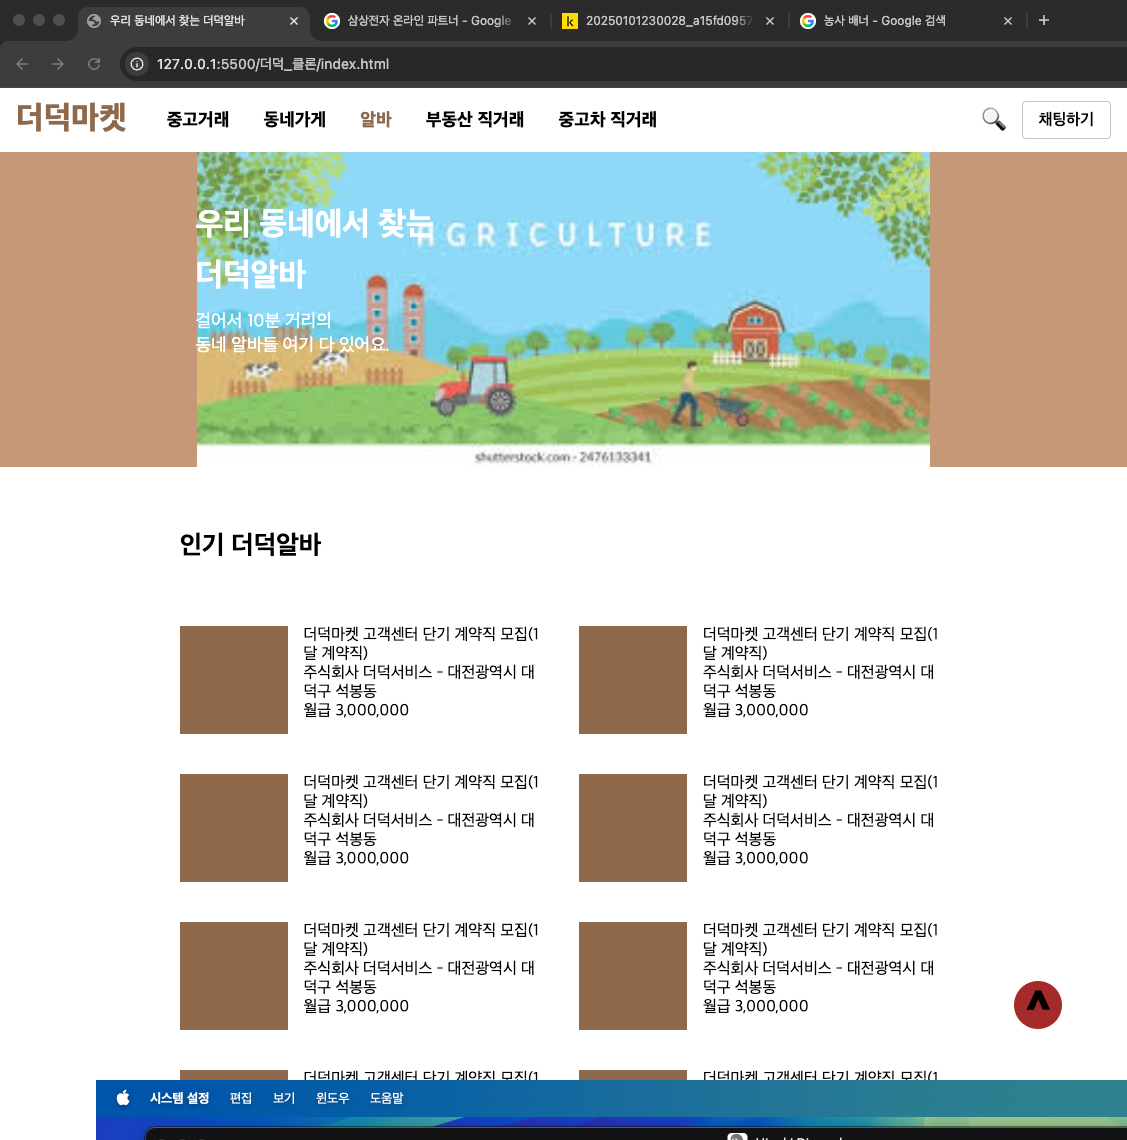 우리 동네에서 찾는 더덕알바
삼상전자 온라인 파트너 - Google
20250101230028_a15fd0957
농사 배너 - Google 검색
127.0.0.1:5500/더덕_클론/index.html
더덕마켓
중고거래
동네가게
알바
부동산 직거래
중고차 직거래
채팅하기
우리 동네에서 찾는
AGRICULTURE
더덕알바
걸어서 10분 거리의
동네 알바들 여기 다 있어요.
shutterstock.com · 2476133341
인기 더덕알바
더덕마켓 고객센터 단기 계약직 모집(1
달 계약직)
주식회사 더덕서비스 - 대전광역시 대
덕구 석봉동
월급 3,000,000
더덕마켓 고객센터 단기 계약직 모집(1
달 계약직)
주식회사 더덕서비스 - 대전광역시 대
덕구 석봉동
월급 3,000,000
더덕마켓 고객센터 단기 계약직 모집(1
달 계약직)
주식회사 더덕서비스 - 대전광역시 대
덕구 석봉동
월급 3,000,000
더덕마켓 고객센터 단기 계약직 모집(1
달 계약직)
주식회사 더덕서비스 - 대전광역시 대
덕구 석봉동
월급 3,000,000
더덕마켓 고객센터 단기 계약직 모집(1
달 계약직)
주식회사 더덕서비스 - 대전광역시 대
덕구 석봉동
월급 3,000,000
더덕마켓 고객센터 단기 계약직 모집(1
달 계약직)
주식회사 더덕서비스 - 대전광역시 대
덕구 석봉동
월급 3,000,000
더덕마켓 고객센터 단기 계약직 모집(1
더덕마켓 고객센터 단기 계약직 모집(1
시스템 설정
편집
보기
윈도우
도움말